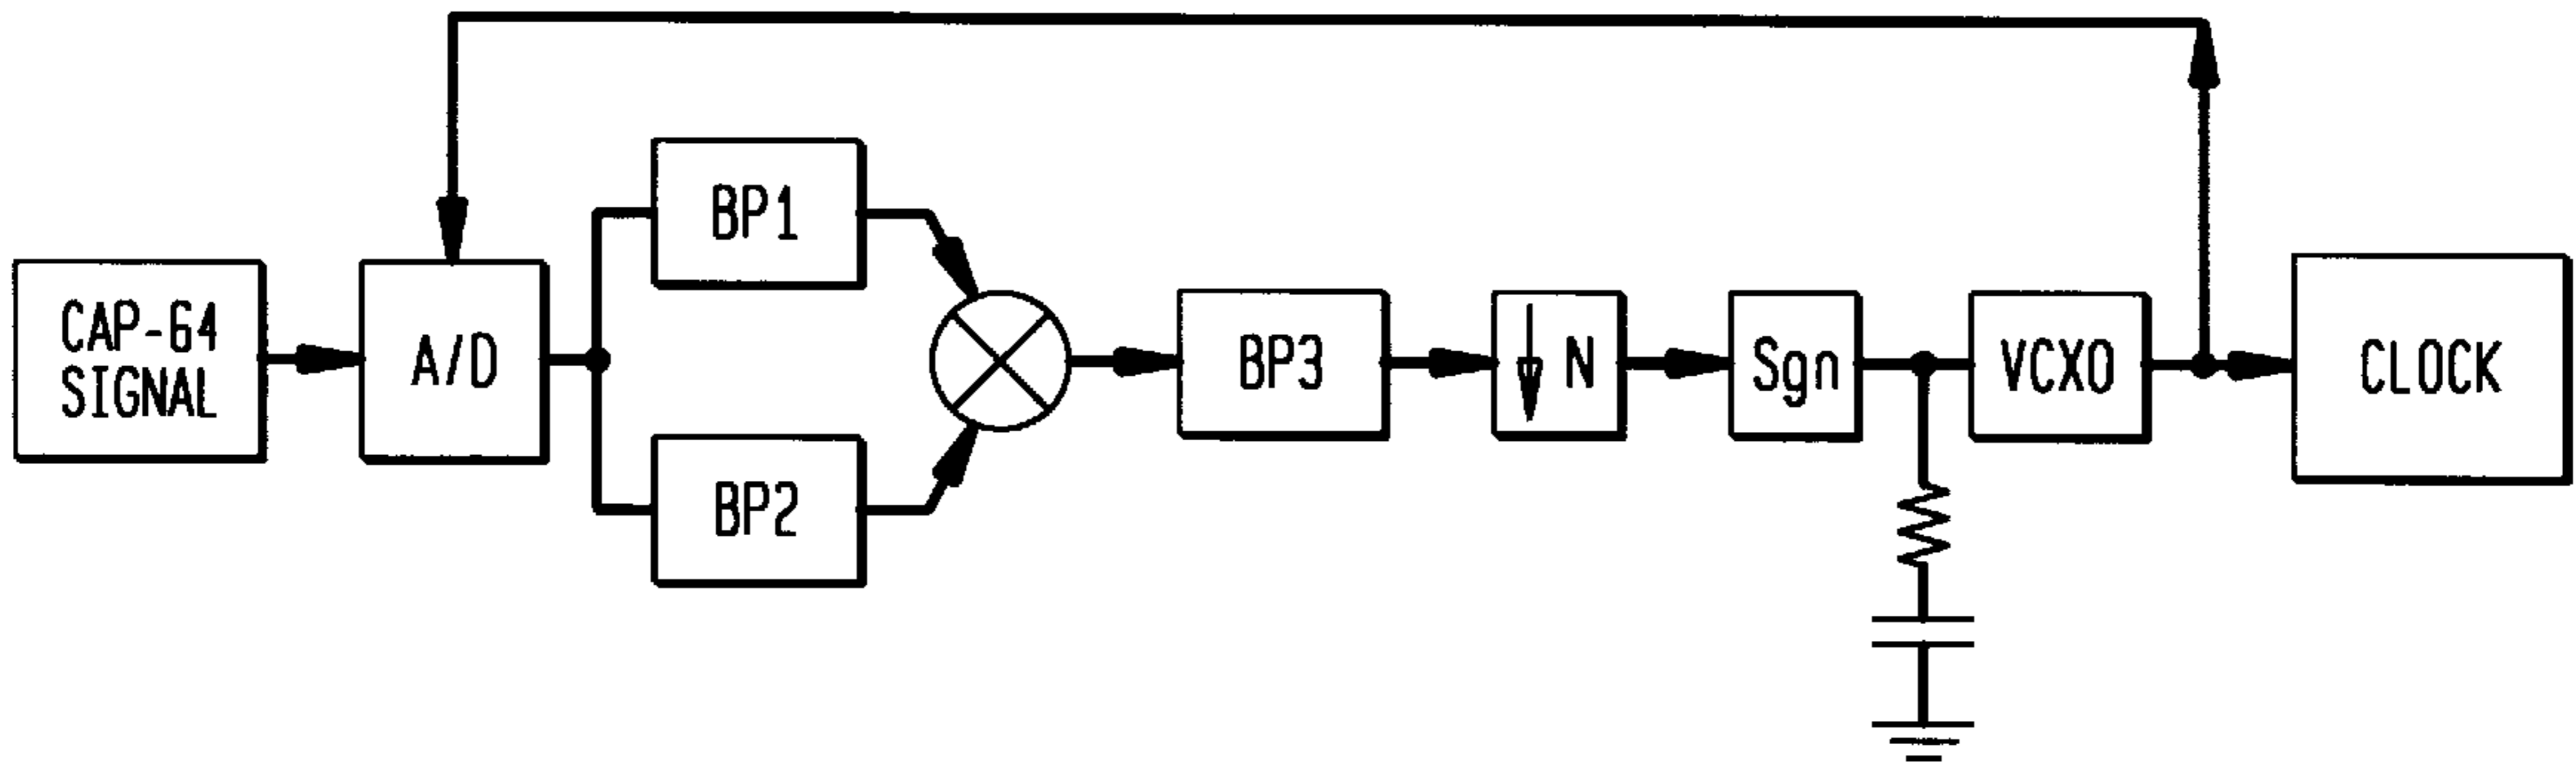 BP1
CAP-64
SIGNAL
A/D
BP3
N
Sgn
VCXO
CLOCK
BP2